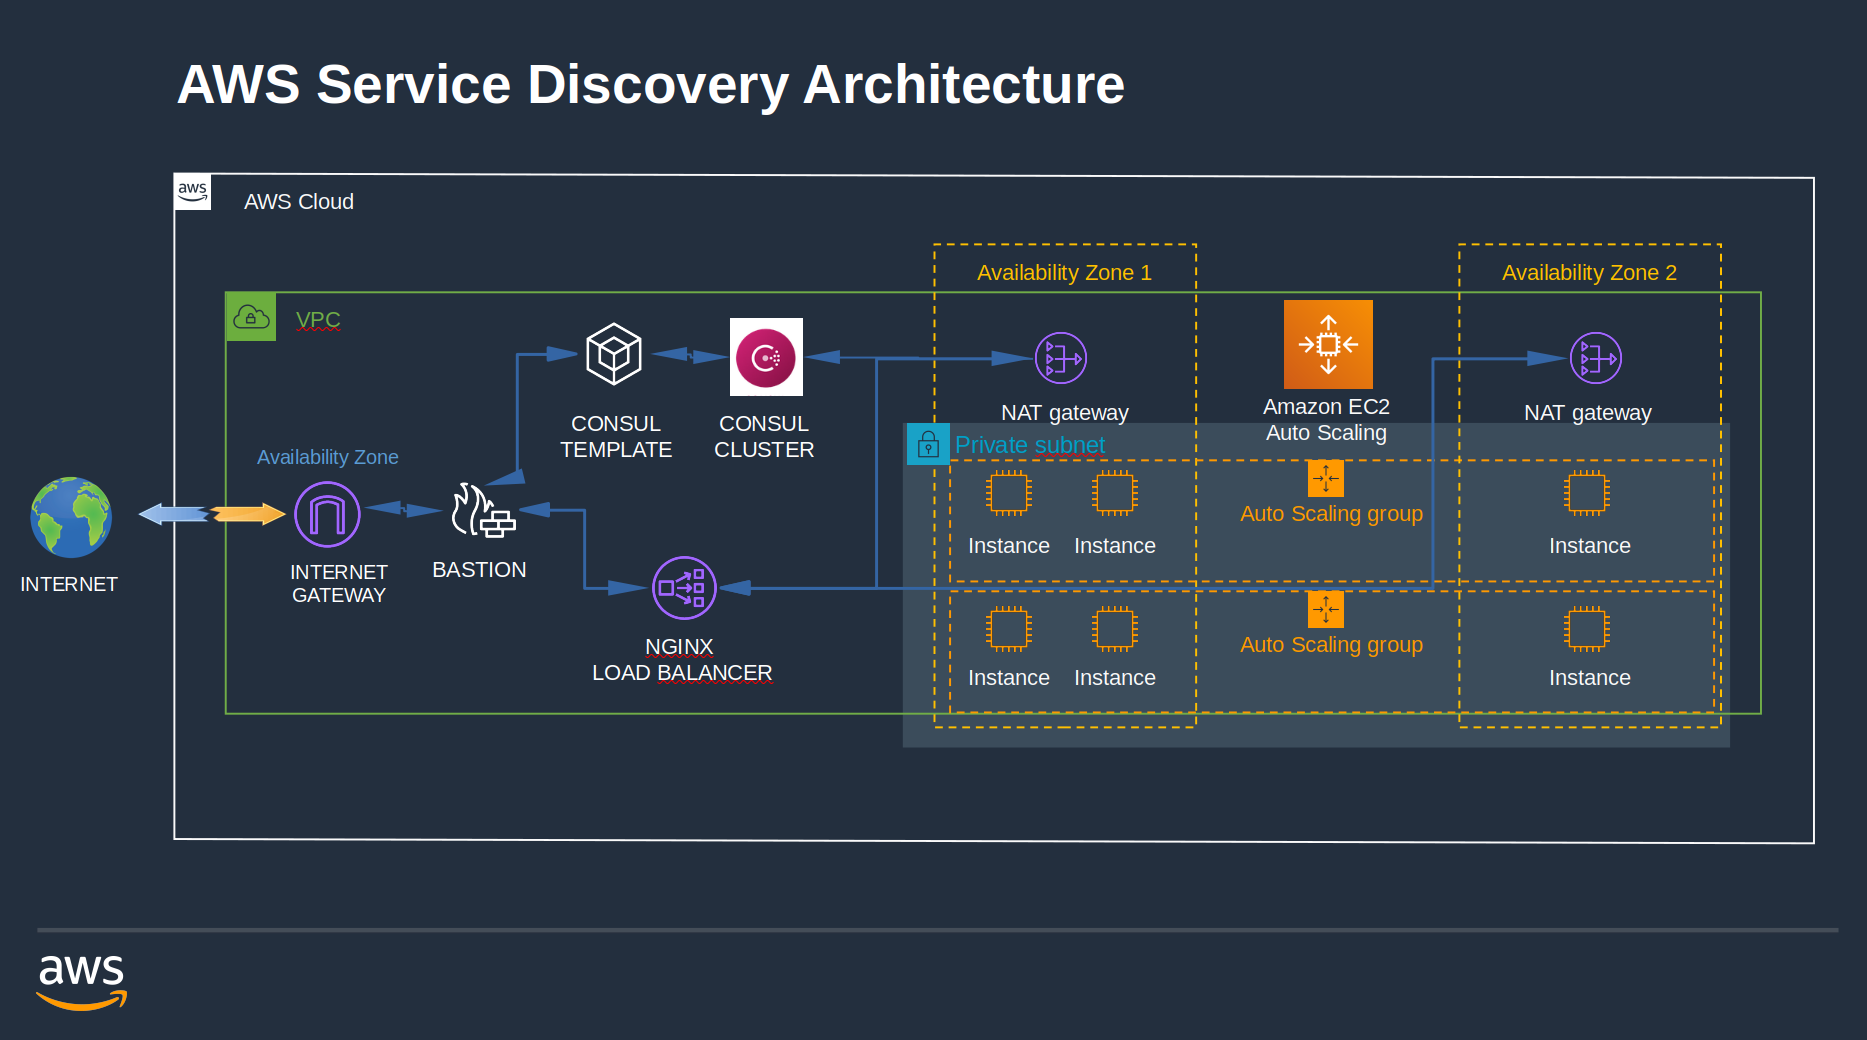 AWS Service Discovery Architecture
aws
AWS Cloud
Availability Zone 1
Availability Zone 2
VPC
NAT gateway
Amazon EC2
Auto Scaling
NAT gateway
CONSUL
TEMPLATE
CONSUL
CLUSTER
Private subnet
Availability Zone
Auto Scaling group
Instance
Instance
Instance
INTERNET
INTERNET
GATEWAY
BASTION
NGINX
LOAD BALANCER
Auto Scaling group
Instance
Instance
Instance
aws